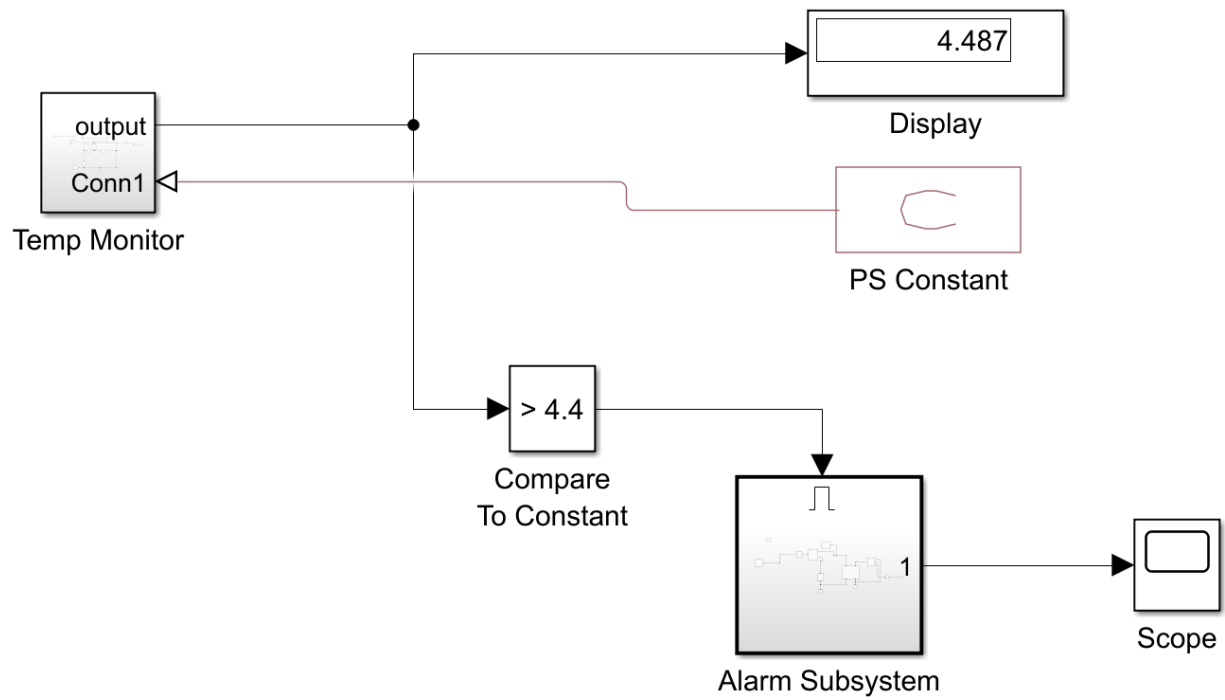 4.487
Display
output
Conn1
Temp Monitor
C
PS Constant
> 4.4
Compare
To Constant
1
Alarm Subsystem
Scope